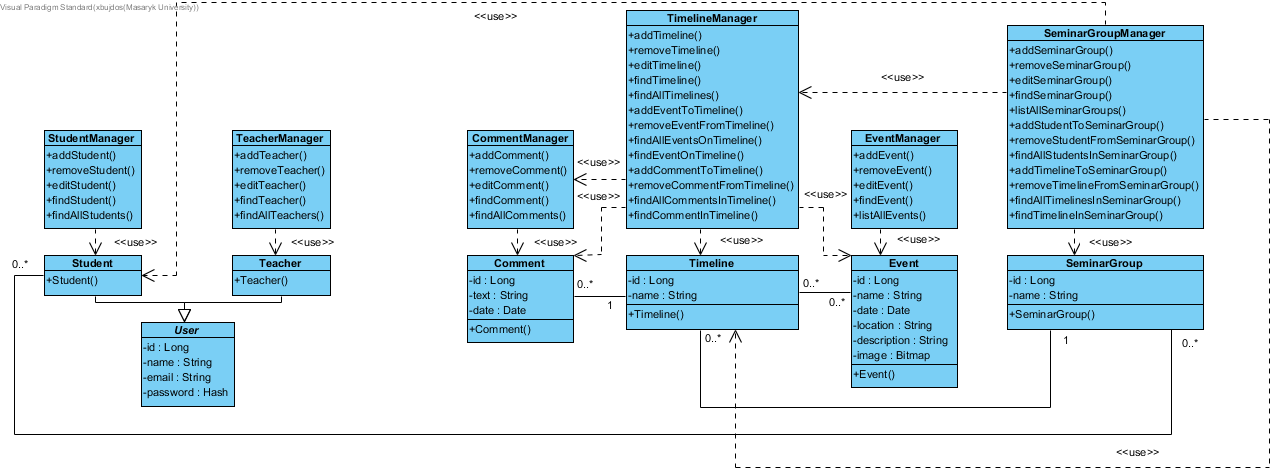 Visual Paradigm Standard(xbujdos(Masaryk University))
<<use>>
TimelineManager
+addTimeline()
+removeTimeline()
+editTimeline()
+findTimeline()
+findAllTimelines()
+addEventToTimeline()
+removeEventFromTimeline()
+findAllEventsOnTimeline()
+findEventOnTimeline()
+addCommentToTimeline()
+removeCommentFromTimeline()
+findAllCommentsInTimeline()
+findCommentInTimeline()
<<use>>
SeminarGroupManager
+addSeminarGroup()
+removeSeminarGroup()
+editSeminarGroup()
+findSeminarGroup()
+listAllSeminarGroups()
+addStudentToSeminarGroup()
+removeStudentFromSeminarGroup()
+findAllStudentsInSeminarGroup()
+addTimelineToSeminarGroup()
+removeTimelineFromSeminarGroup()
+findAllTimelinesInSeminarGroup()
+findTimelineInSeminarGroup()
StudentManager
+addStudent()
+removeStudent()
+editStudent()
+findStudent()
+findAllStudents()
TeacherManager
+addTeacher()
+removeTeacher()
+editTeacher()
+findTeacher()
+findAllTeachers()
CommentManager
+addComment()
+removeComment()
+editComment()
+findComment()
+findAllComments()
<<use>>
<<use>>
EventManager
+addEvent()
+removeEvent()
+editEvent()
+findEvent()
+listAllEvents()
<<use>>
<<use>>
<<use>>
<<use>>
<<use>>
<<use>>
<<use>>
0..*
Student
+Student()
Teacher
+Teacher()
Comment
-id : Long
-text : String
-date : Date
+Comment()
0..*
1
Timeline
-id : Long
-name : String
+Timeline()
0..*
0..*
Event
-id : Long
-name : String
-date : Date
-location : String
-description : String
-image : Bitmap
+Event()
SeminarGroup
-id : Long
-name : String
+SeminarGroup()
User
-id : Long
-name : String
-email : String
-password : Hash
0..*
1
0..*
<<use>>